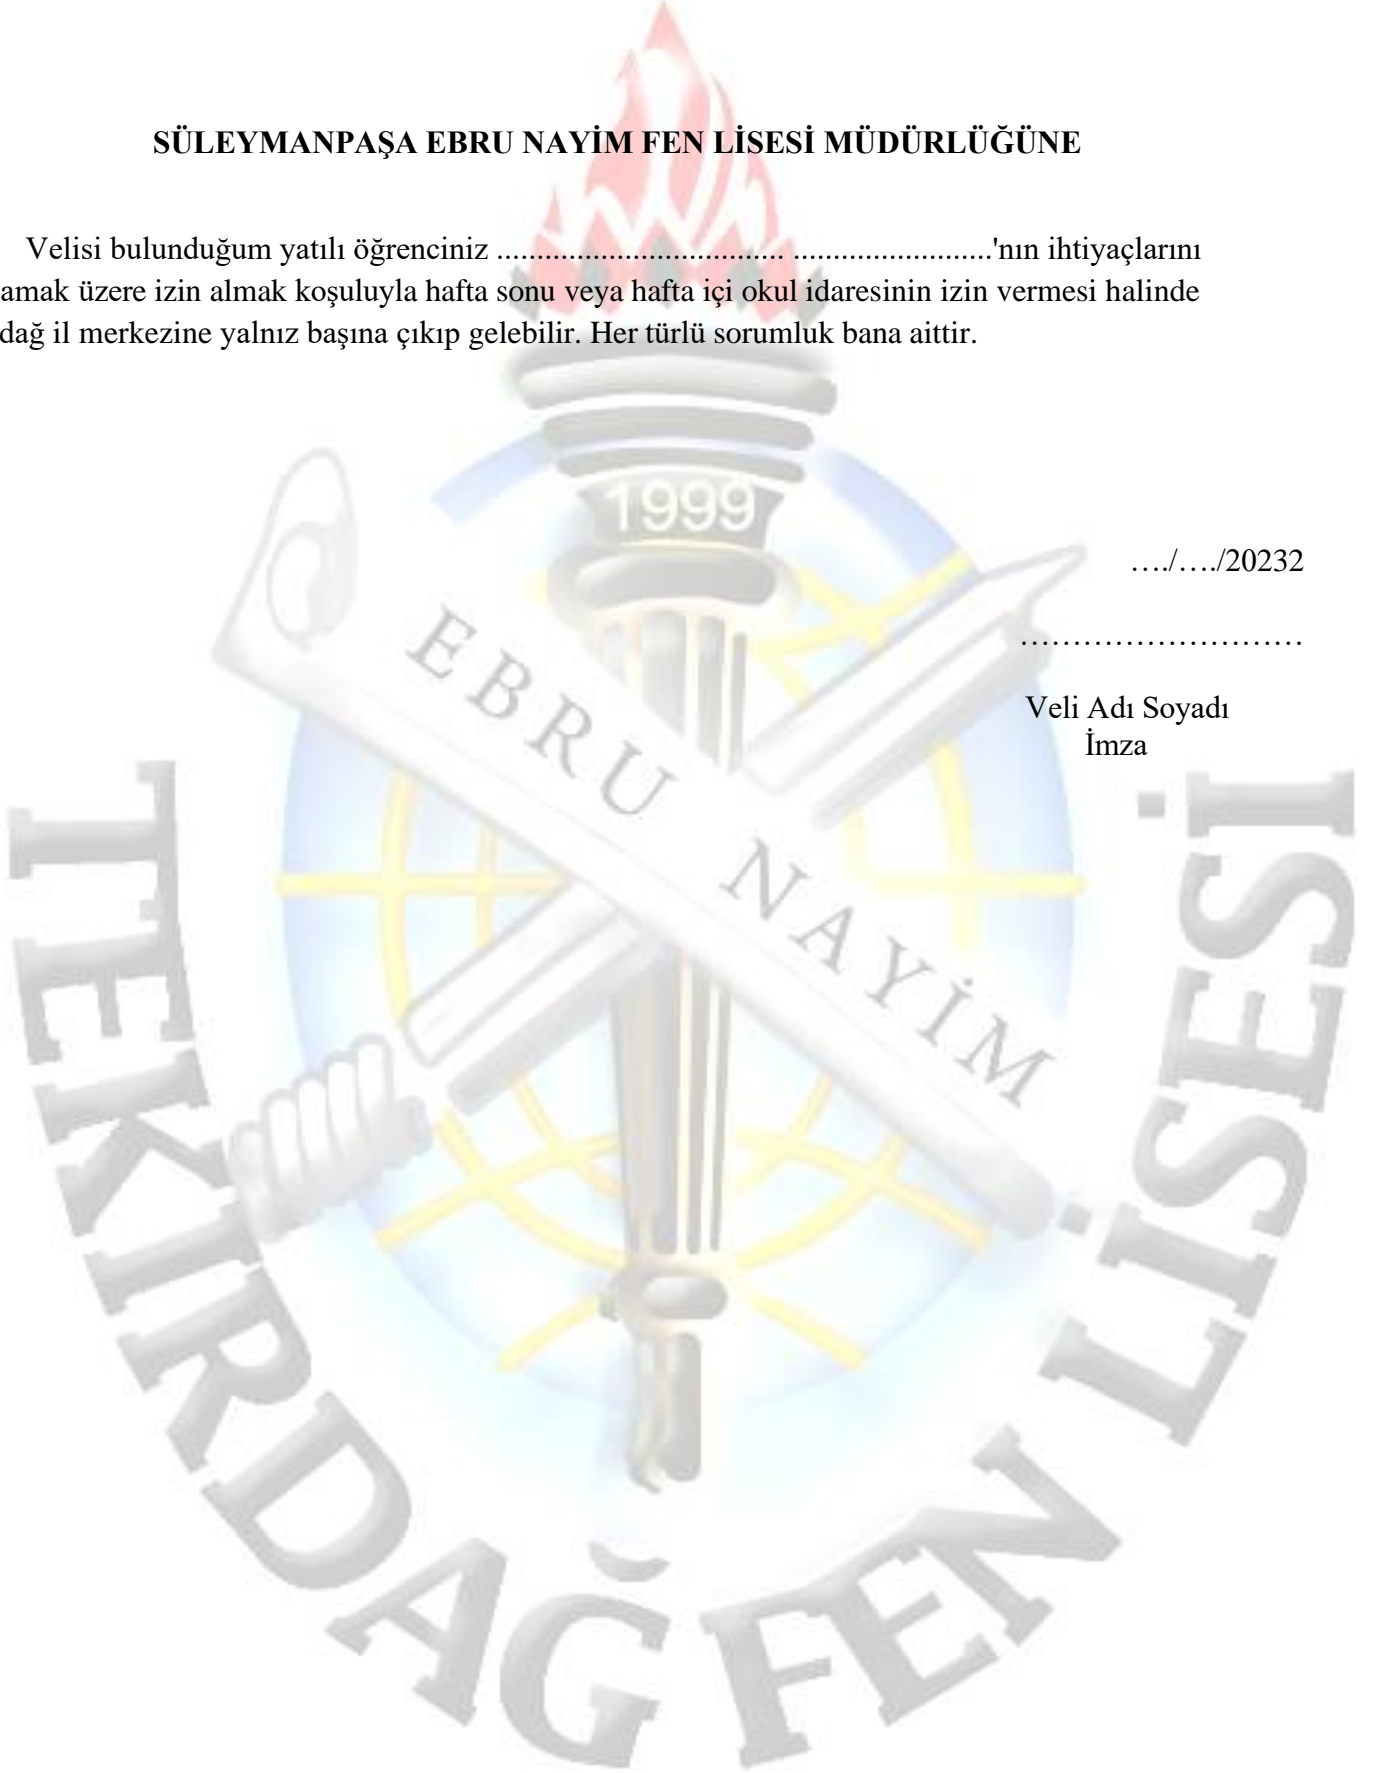 SÜLEYMANPAŞA EBRU NAYİM FEN LİSESİ MÜDÜRLÜĞÜNE
Velisi bulunduğum yatılı öğrenciniz .................................... .........................'nın ihtiyaçlarını
amak üzere izin almak koşuluyla hafta sonu veya hafta içi okul idaresinin izin vermesi halinde
dağ il merkezine yalnız başına çıkıp gelebilir. Her türlü sorumluk bana aittir.
1999
…./…./20232
………………………
Veli Adı Soyadı
İmza
EBRU NAYİM
TEKİRDAĞ FEN LİSESİ